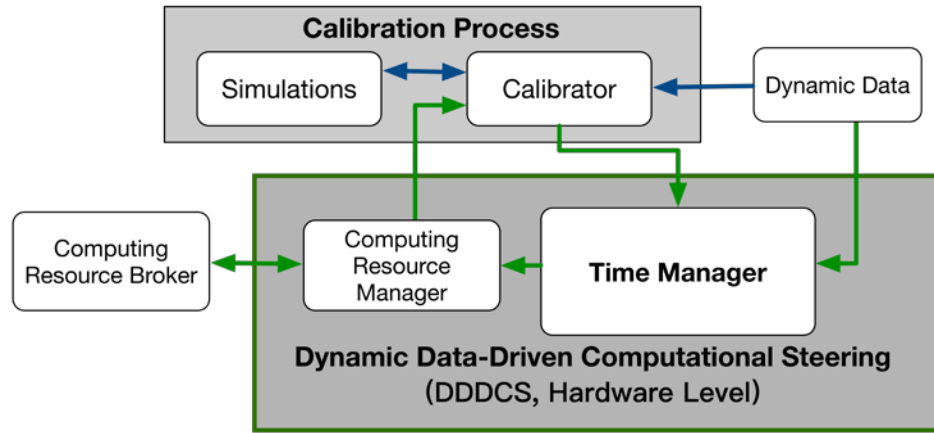 Calibration Process
Simulations
Calibrator
Dynamic Data
Computing
Resource Broker
Computing
Resource
Manager
Time Manager
Dynamic Data-Driven Computational Steering
(DDDCS, Hardware Level)